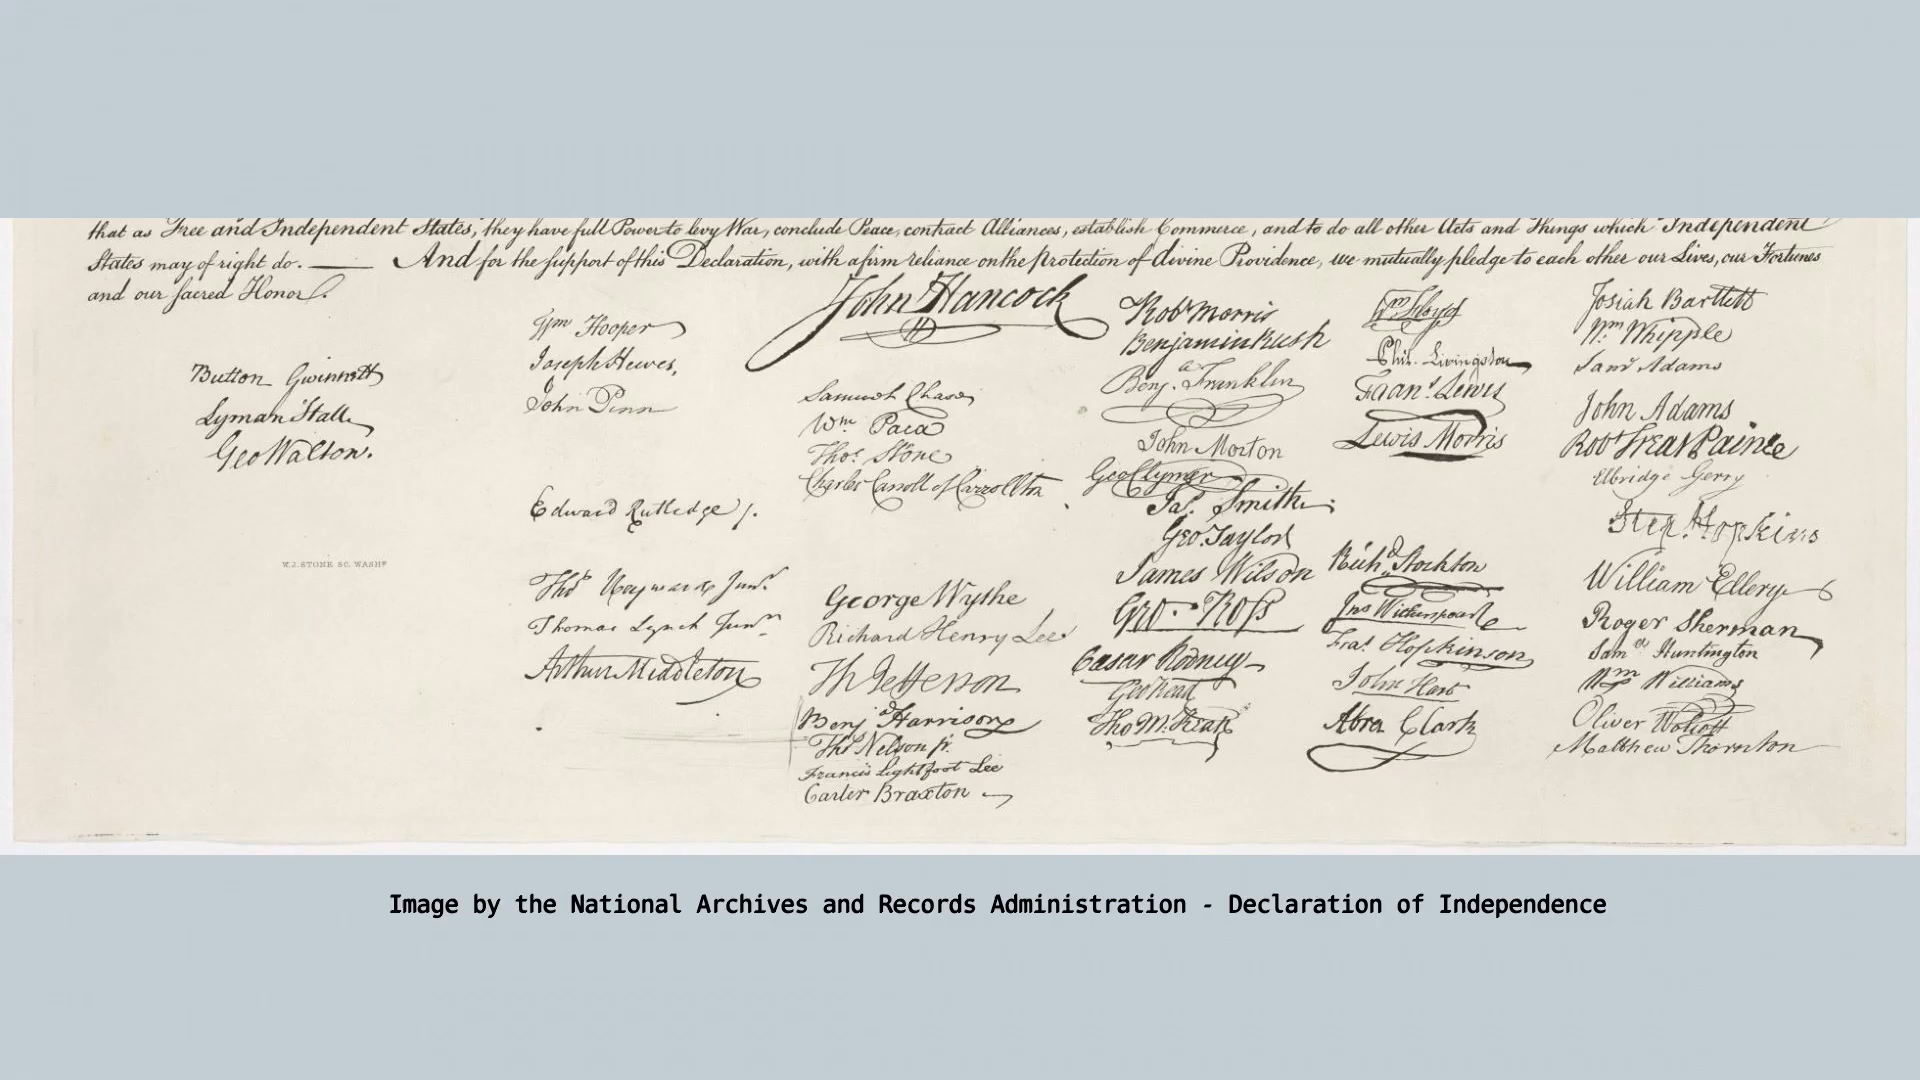 that as Free and Independent States, they have full Power to levy War, conclude Peace, contract Alliances, establish Commerce, and to do all other Acts and Things which Independent
States may of right do. — And for the support of this Declaration, with a firm reliance on the protection of divine Providence, we mutually pledge to each other our Lives, our Fortunes
and our sacred Honor.
Button Gwinnett
Lyman Hall
Geo Walton.
W. J. STONE SC. WASHN
Wm Hooper
Joseph Hewes,
John Penn
Edward Rutledge /.
Thos Heyward Junr.
Thomas Lynch Junr.
Arthur Middleton
John Hancock
Samuel Chase
Wm Paca
Thos. Stone
Charles Carroll of Carrollton
George Wythe
Richard Henry Lee
Th Jefferson
Benja Harrison
Thos Nelson jr.
Francis Lightfoot Lee
Carter Braxton
Robt Morris
Benjamin Rush
Benja. Franklin
John Morton
Geo Clymer
Jas. Smith
Geo. Taylor
James Wilson
Geo. Ross
Caesar Rodney
Geo Read
Tho M:Kean
Wm Floyd
Phil. Livingston
Frans. Lewis
Lewis Morris
Richd. Stockton
Jno Witherspoon
Fras. Hopkinson
John Hart
Abra Clark
Josiah Bartlett
Wm Whipple
Saml Adams
John Adams
Robt Treat Paine
Elbridge Gerry
Step. Hopkins
William Ellery
Roger Sherman
Samel Huntington
Wm Williams
Oliver Wolcott
Matthew Thornton
Image by the National Archives and Records Administration - Declaration of Independence